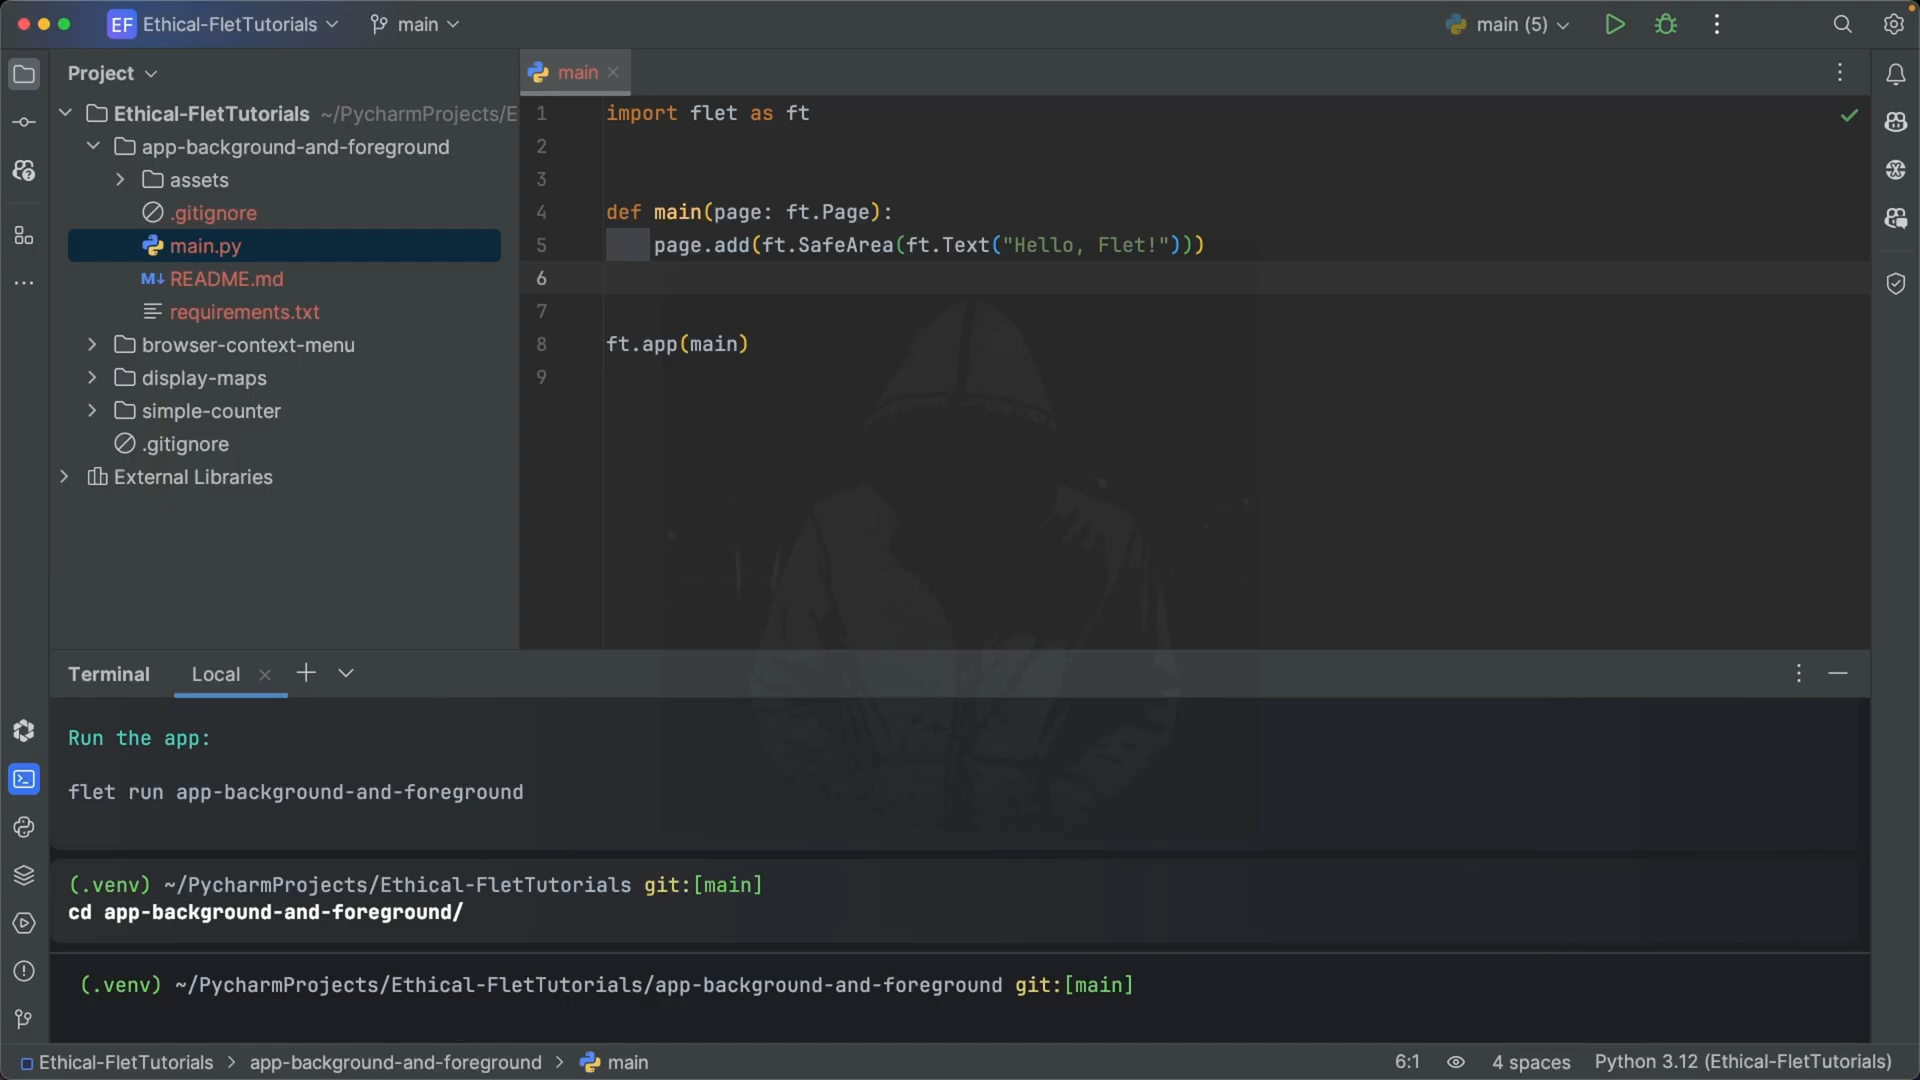 EF Ethical-FletTutorials main main (5)
Project
Ethical-FletTutorials ~/PycharmProjects/E
app-background-and-foreground
assets
.gitignore
main.py
M↓ README.md
requirements.txt
browser-context-menu
display-maps
simple-counter
.gitignore
External Libraries
main
1 import flet as ft
2
3
4 def main(page: ft.Page):
5 page.add(ft.SafeArea(ft.Text("Hello, Flet!")))
6
7
8 ft.app(main)
9
Terminal Local
Run the app:
flet run app-background-and-foreground
(.venv) ~/PycharmProjects/Ethical-FletTutorials git:[main]
cd app-background-and-foreground/
(.venv) ~/PycharmProjects/Ethical-FletTutorials/app-background-and-foreground git:[main]
Ethical-FletTutorials > app-background-and-foreground > main 6:1 4 spaces Python 3.12 (Ethical-FletTutorials)